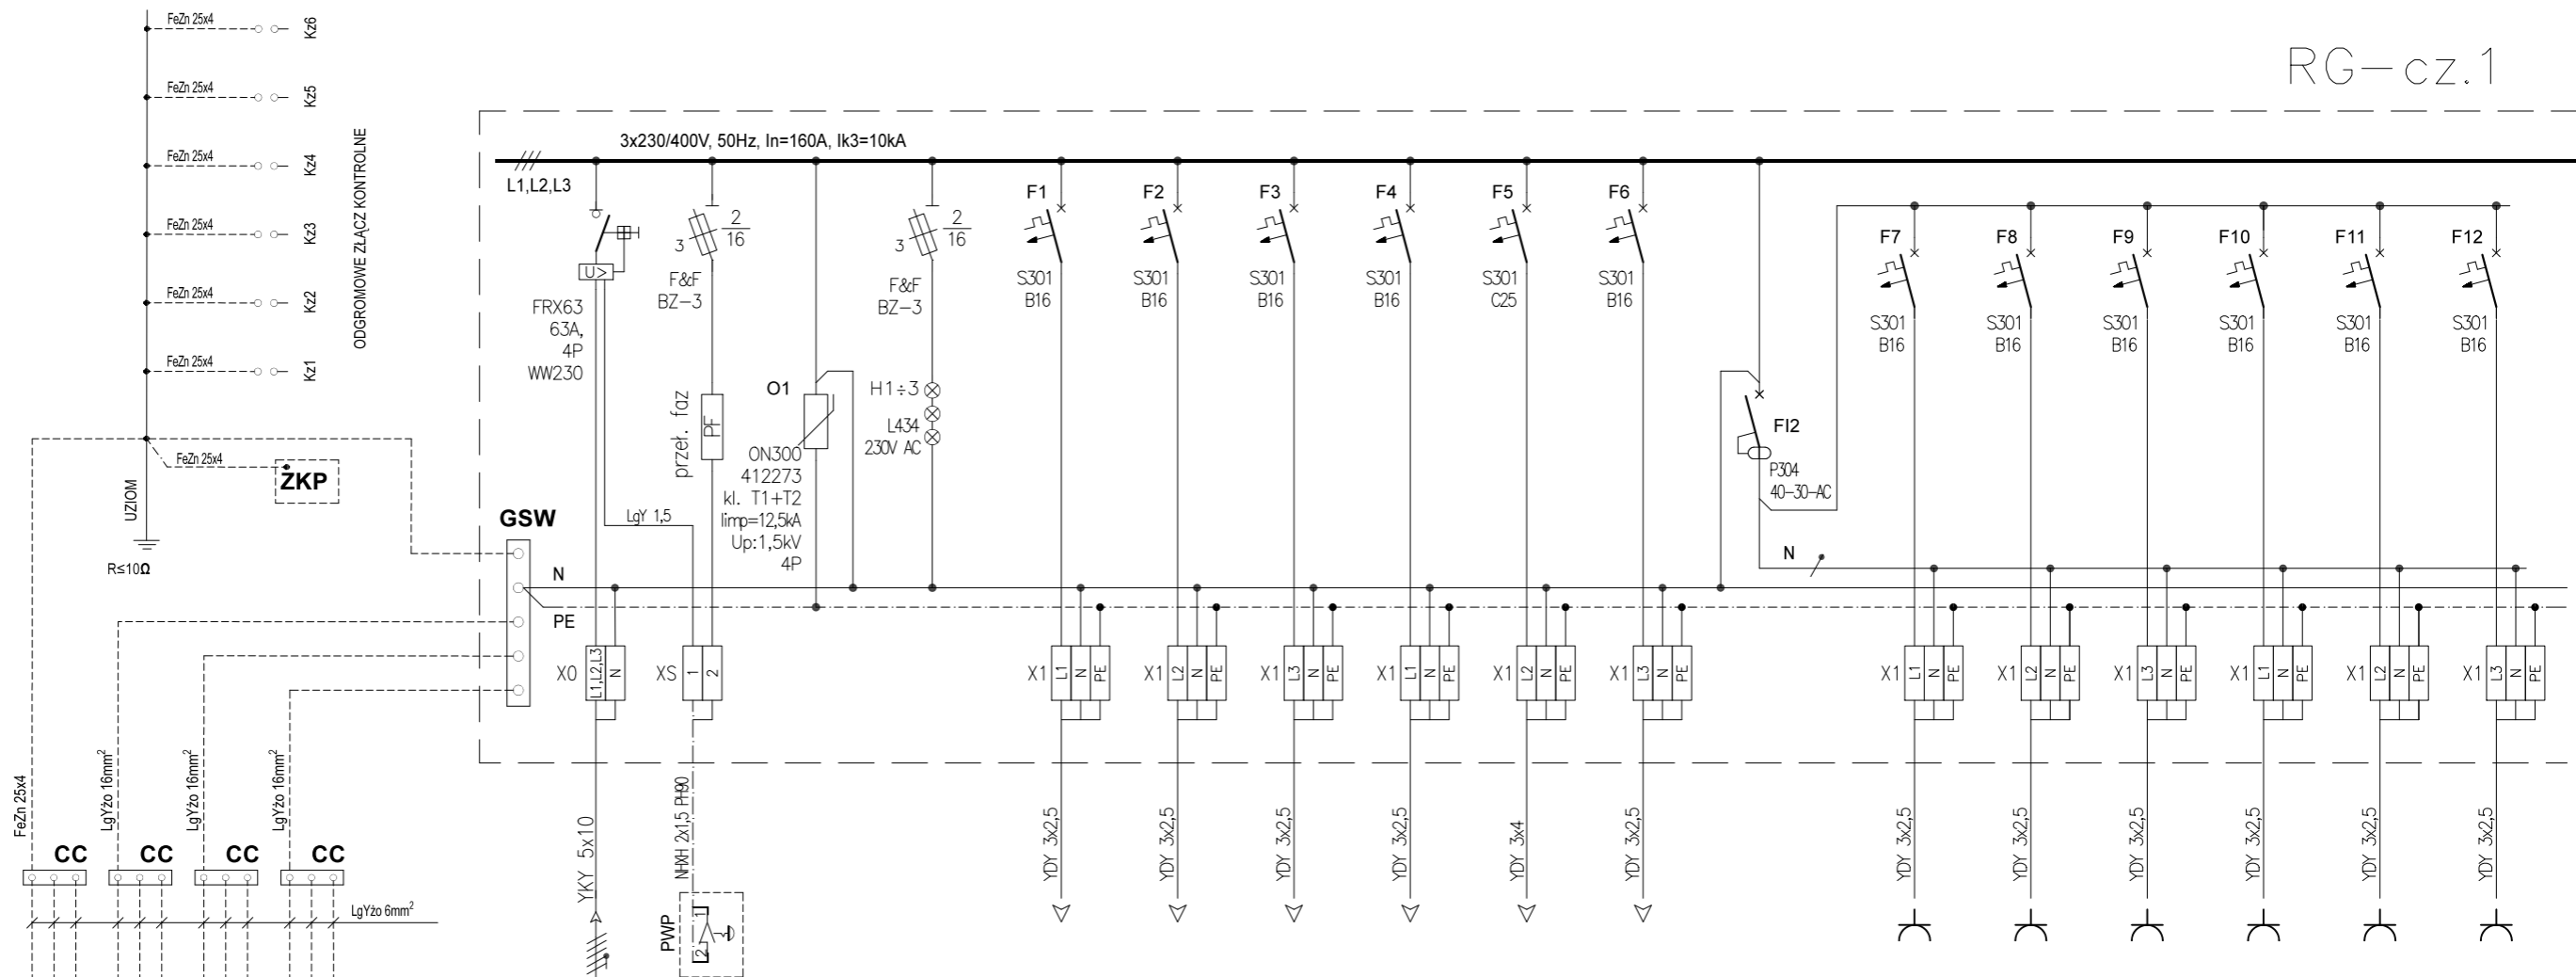 RG-cz.1
FeZn 25x4
Kz6
FeZn 25x4
Kz5
FeZn 25x4
Kz4
FeZn 25x4
Kz3
FeZn 25x4
Kz2
FeZn 25x4
Kz1
ODGROMOWE ZŁĄCZ KONTROLNE
FeZn 25x4
ŻKP
UZIOM
R≤10Ω
3x230/400V, 50Hz, In=160A, Ik3=10kA
L1,L2,L3
U>
FRX63
63A,
4P
WW230
3
2
16
F&F
BZ-3
przeł. faz
PF
LgY 1,5
O1
ON300
412273
kl. T1+T2
Iimp=12,5kA
Up:1,5kV
4P
3
2
16
F&F
BZ-3
H1÷3
L434
230V AC
F1
S301
B16
F2
S301
B16
F3
S301
B16
F4
S301
B16
F5
S301
C25
F6
S301
B16
FI2
P304
40-30-AC
F7
S301
B16
F8
S301
B16
F9
S301
B16
F10
S301
B16
F11
S301
B16
F12
S301
B16
GSW
N
PE
N
X0 L1,L2,L3 N
XS 1 2
X1 L1 N PE
X1 L2 N PE
X1 L3 N PE
X1 L1 N PE
X1 L2 N PE
X1 L3 N PE
X1 L1 N PE
X1 L2 N PE
X1 L3 N PE
X1 L1 N PE
X1 L2 N PE
X1 L3 N PE
FeZn 25x4
LgYżo 16mm²
LgYżo 16mm²
LgYżo 16mm²
CC
CC
CC
CC
LgYżo 6mm²
YKY 5x10
NHXH 2x1,5 PH90
PWP
1
2
YDY 3x2,5
YDY 3x2,5
YDY 3x2,5
YDY 3x2,5
YDY 3x4
YDY 3x2,5
YDY 3x2,5
YDY 3x2,5
YDY 3x2,5
YDY 3x2,5
YDY 3x2,5
YDY 3x2,5